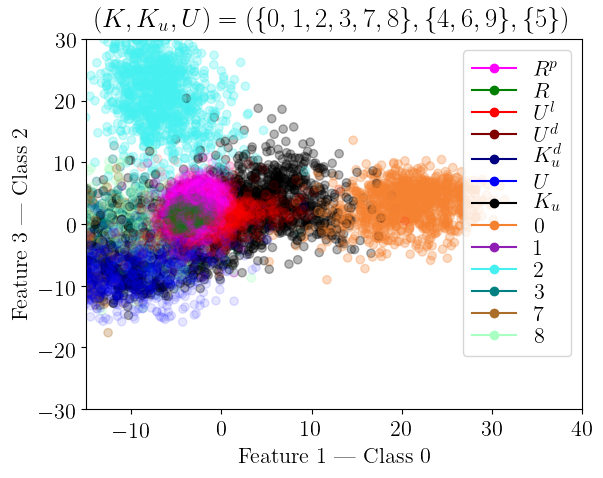 (K, K_u, U) = ({0, 1, 2, 3, 7, 8}, {4, 6, 9}, {5})
30
20
10
0
−10
−20
−30
Feature 3 — Class 2
R^p
R
U^l
U^d
K_u^d
U
K_u
0
1
2
3
7
8
−10 0 10 20 30 40
Feature 1 — Class 0